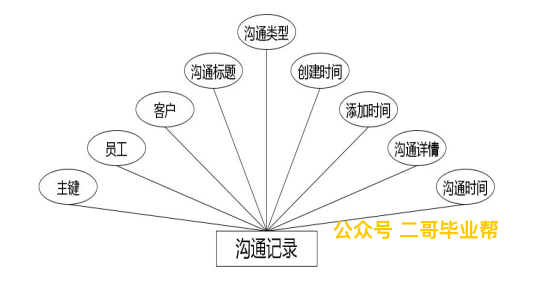 沟通类型
沟通标题
创建时间
客户
添加时间
员工
沟通详情
主键
沟通时间
公众号 二哥毕业帮
沟通记录